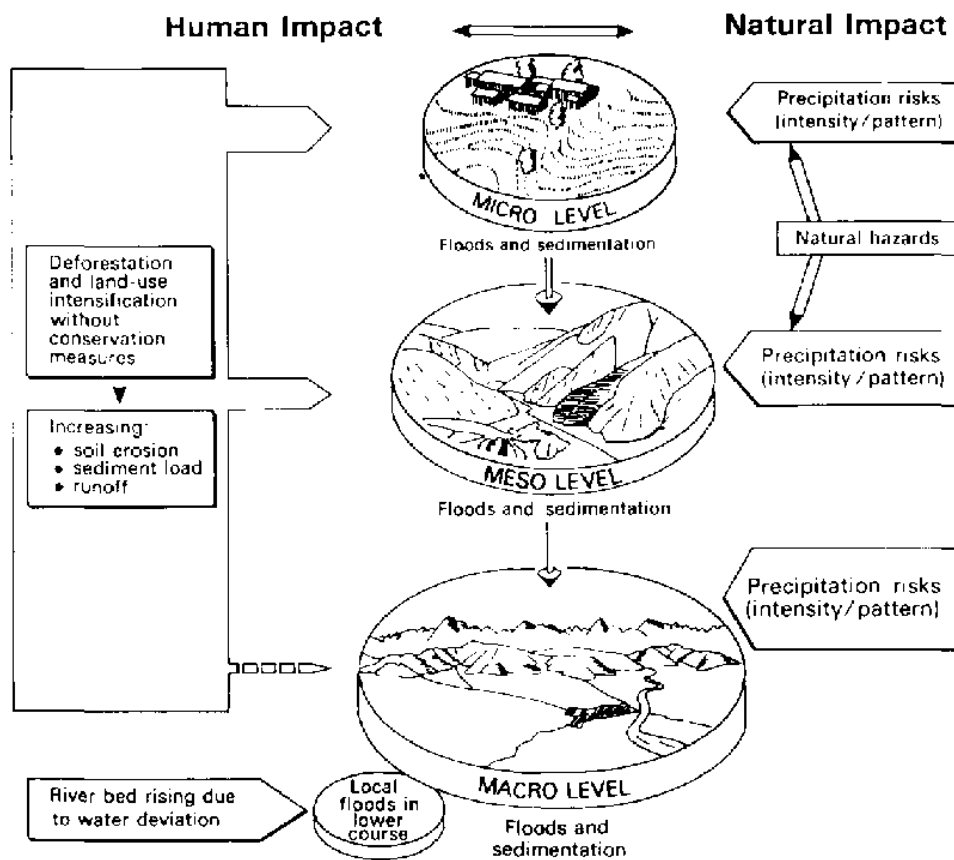 Human Impact
Natural Impact
Precipitation risks
(intensity/pattern)
MICRO LEVEL
Floods and sedimentation
Natural hazards
Deforestation
and land-use
intensification
without
conservation
measures
Precipitation risks
(intensity/pattern)
Increasing:
• soil erosion
• sediment load
• runoff
MESO LEVEL
Floods and sedimentation
Precipitation risks
(intensity/pattern)
MACRO LEVEL
River bed rising due
to water deviation
Local
floods in
lower
course
Floods and
sedimentation